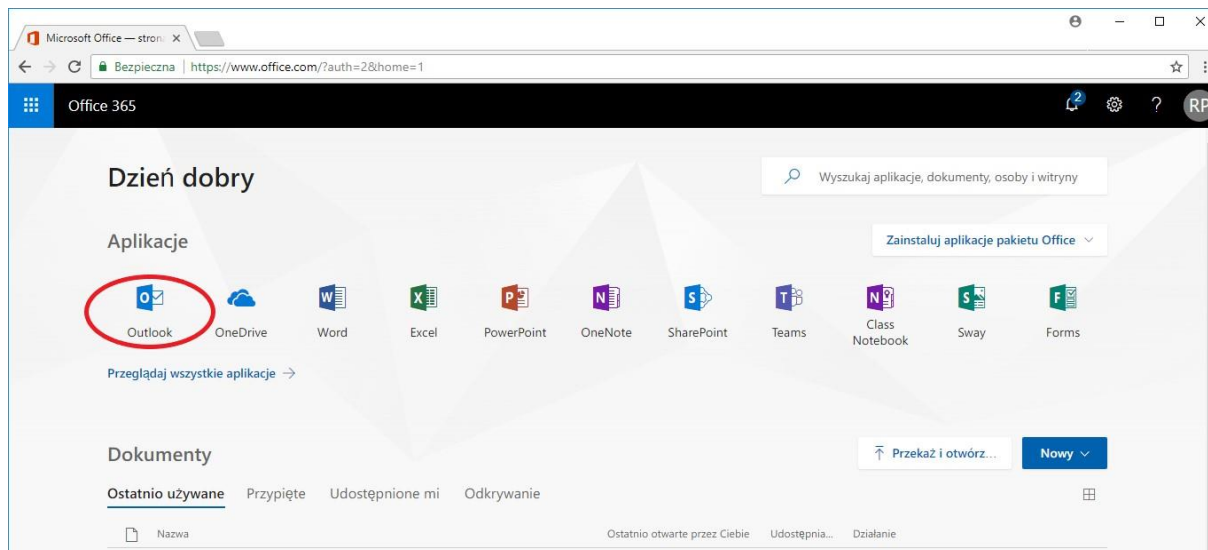 Microsoft Office — stron
Bezpieczna | https://www.office.com/?auth=2&home=1
Office 365
2
?
RP
Dzień dobry
Wyszukaj aplikacje, dokumenty, osoby i witryny
Aplikacje
Zainstaluj aplikacje pakietu Office
Outlook OneDrive Word Excel PowerPoint OneNote SharePoint Teams Class Notebook Sway Forms
Przeglądaj wszystkie aplikacje →
Dokumenty
Przekaż i otwórz...
Nowy
Ostatnio używane Przypięte Udostępnione mi Odkrywanie
Nazwa Ostatnio otwarte przez Ciebie Udostępnia... Działanie